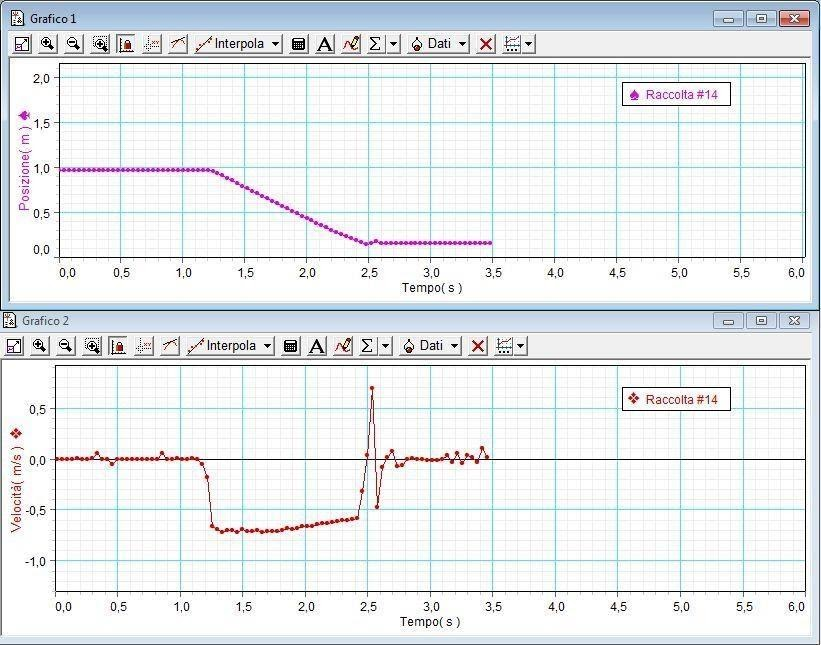 Grafico 1
Interpola A Σ Dati
2,0
1,5
1,0
0,5
0,0
Posizione( m )
Raccolta #14
0,0 0,5 1,0 1,5 2,0 2,5 3,0 3,5 4,0 4,5 5,0 5,5 6,0
Tempo( s )
Grafico 2
Interpola A Σ Dati
0,5
0,0
-0,5
-1,0
Velocità( m/s )
Raccolta #14
0,0 0,5 1,0 1,5 2,0 2,5 3,0 3,5 4,0 4,5 5,0 5,5 6,0
Tempo( s )